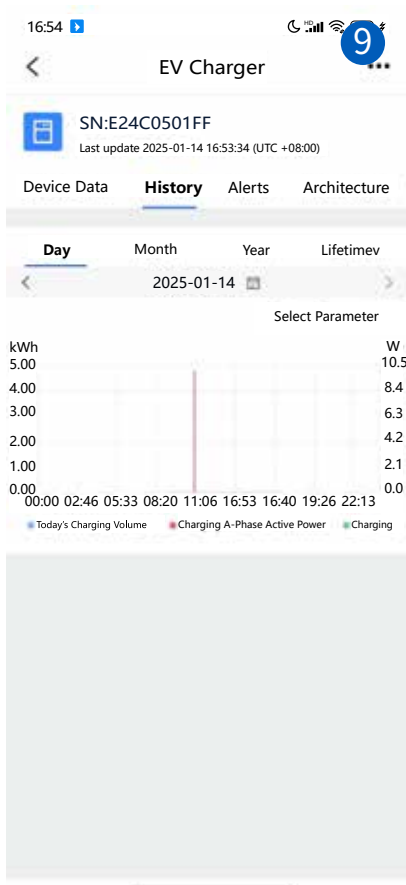 16:54
HD
9
EV Charger
SN:E24C0501FF
Last update 2025-01-14 16:53:34 (UTC +08:00)
Device Data History Alerts Architecture
Day Month Year Lifetimev
2025-01-14
Select Parameter
kWh W
5.00 10.5
4.00 8.4
3.00 6.3
2.00 4.2
1.00 2.1
0.00 0.0
00:00 02:46 05:33 08:20 11:06 16:53 16:40 19:26 22:13
Today's Charging Volume Charging A-Phase Active Power Charging